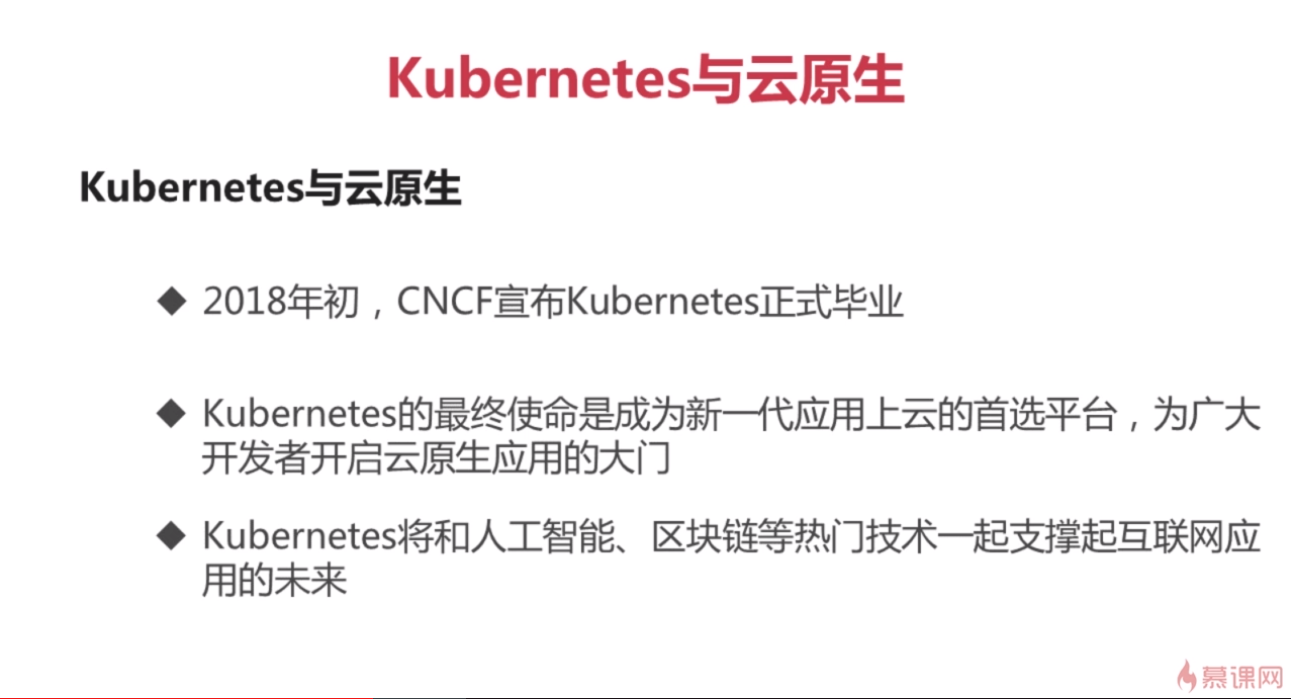 Kubernetes与云原生
Kubernetes与云原生
◆ 2018年初，CNCF宣布Kubernetes正式毕业
◆ Kubernetes的最终使命是成为新一代应用上云的首选平台，为广大
开发者开启云原生应用的大门
◆ Kubernetes将和人工智能、区块链等热门技术一起支撑起互联网应
用的未来
慕课网